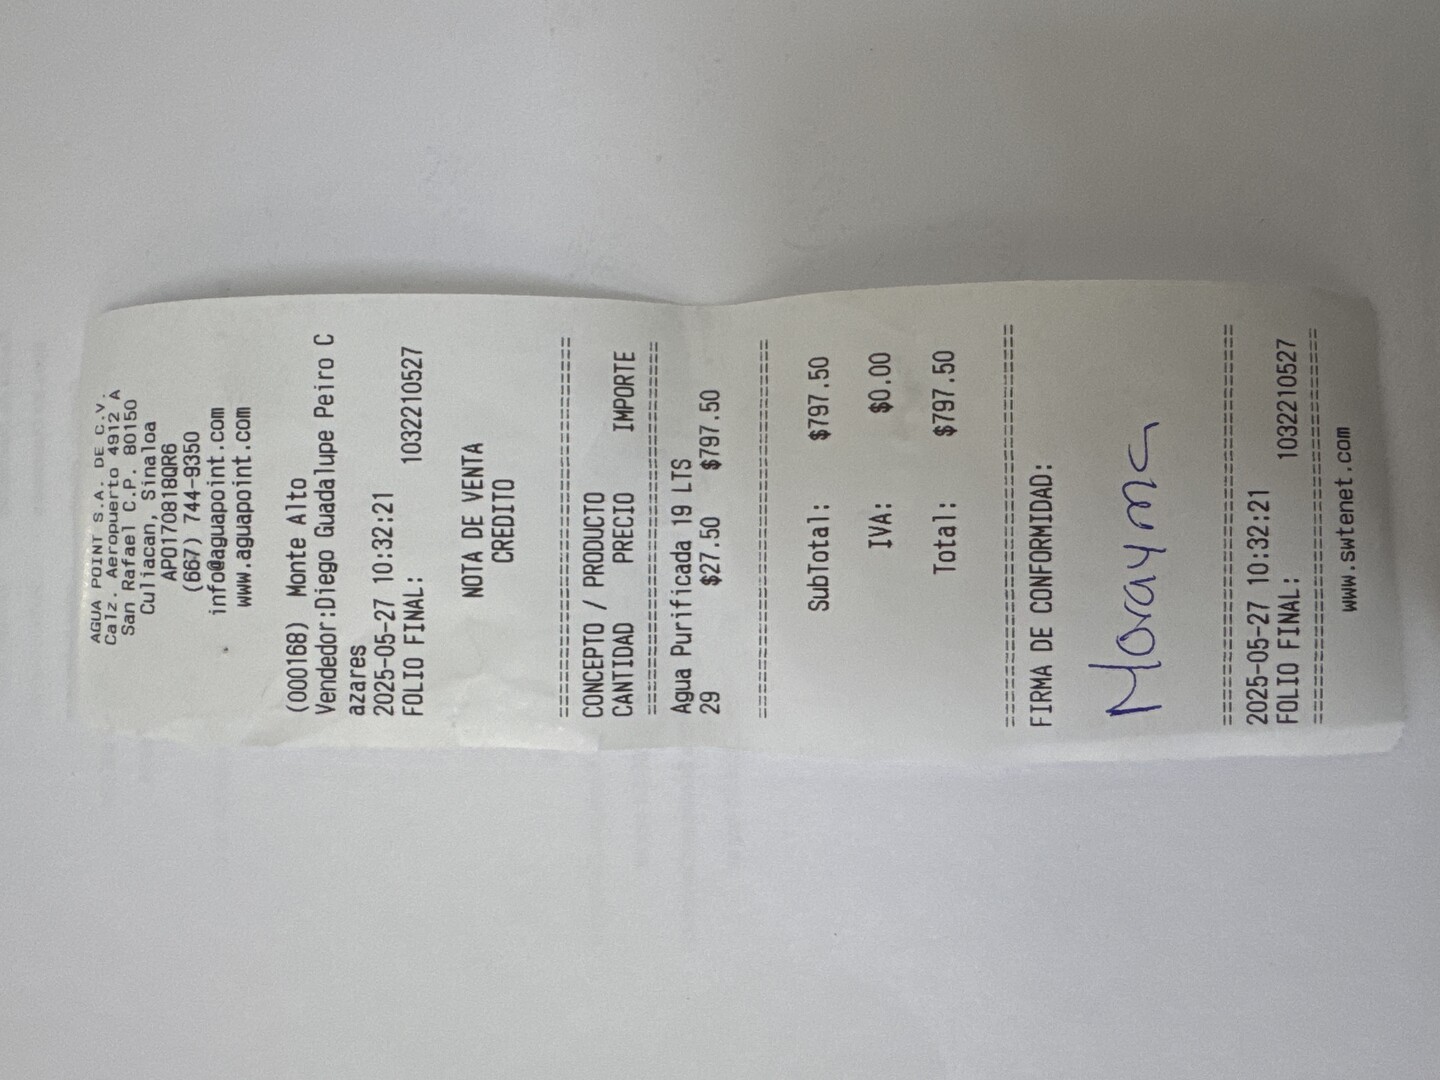 AGUA POINT S.A. DE C.V.
Calz. Aeropuerto 4912 A
San Rafael C.P. 80150
Culiacan, Sinaloa
APO170818QR6
(667) 744-9350
info@aguapoint.com
www.aguapoint.com
(000168) Monte Alto
Vendedor:Diego Guadalupe Peiro C
azares
2025-05-27 10:32:21
FOLIO FINAL: 1032210527
NOTA DE VENTA
CREDITO
================================
CONCEPTO / PRODUCTO
CANTIDAD PRECIO IMPORTE
================================
Agua Purificada 19 LTS
29 $27.50 $797.50
================================
SubTotal: $797.50
IVA: $0.00
Total: $797.50
================================
FIRMA DE CONFORMIDAD:
Morayma
================================
2025-05-27 10:32:21
FOLIO FINAL: 1032210527
================================
www.swtenet.com